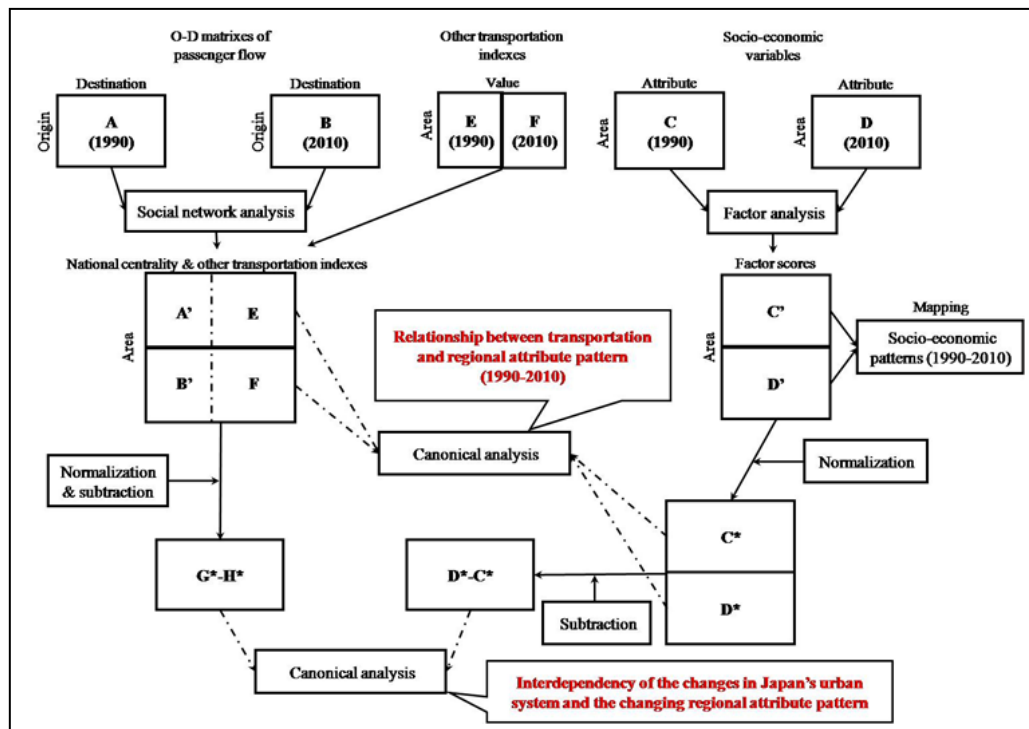 O-D matrixes of
passenger flow
Other transportation
indexes
Socio-economic
variables
Destination
Destination
Value
Attribute
Attribute
Origin
A
(1990)
Origin
B
(2010)
Area
E
(1990)
F
(2010)
Area
C
(1990)
Area
D
(2010)
Social network analysis
Factor analysis
National centrality & other transportation indexes
Factor scores
Area
A'
E
B'
F
Relationship between transportation
and regional attribute pattern
(1990-2010)
Area
C'
D'
Mapping
Socio-economic
patterns (1990-2010)
Canonical analysis
Normalization
& subtraction
Normalization
G*-H*
D*-C*
C*
D*
Subtraction
Canonical analysis
Interdependency of the changes in Japan's urban
system and the changing regional attribute pattern